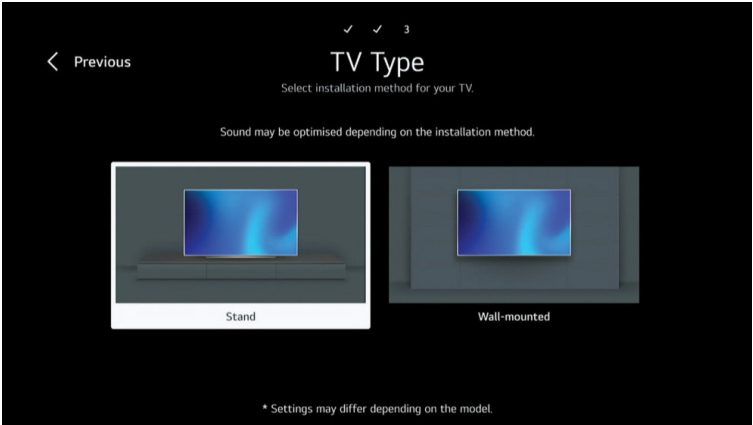 3
Previous
TV Type
Select installation method for your TV.
Sound may be optimised depending on the installation method.
Stand
Wall-mounted
* Settings may differ depending on the model.